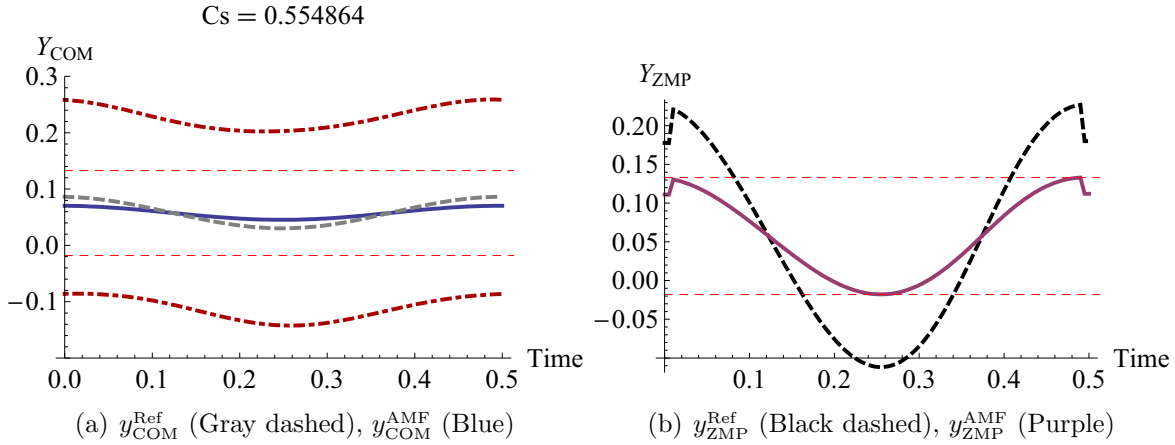 Cs = 0.554864
Y_COM
0.3
0.2
0.1
0.0
−0.1
0.0 0.1 0.2 0.3 0.4 0.5
Time
Y_ZMP
0.20
0.15
0.10
0.05
0.00
−0.05
0.1 0.2 0.3 0.4 0.5
Time
(a) y_COM^Ref (Gray dashed), y_COM^AMF (Blue)
(b) y_ZMP^Ref (Black dashed), y_ZMP^AMF (Purple)